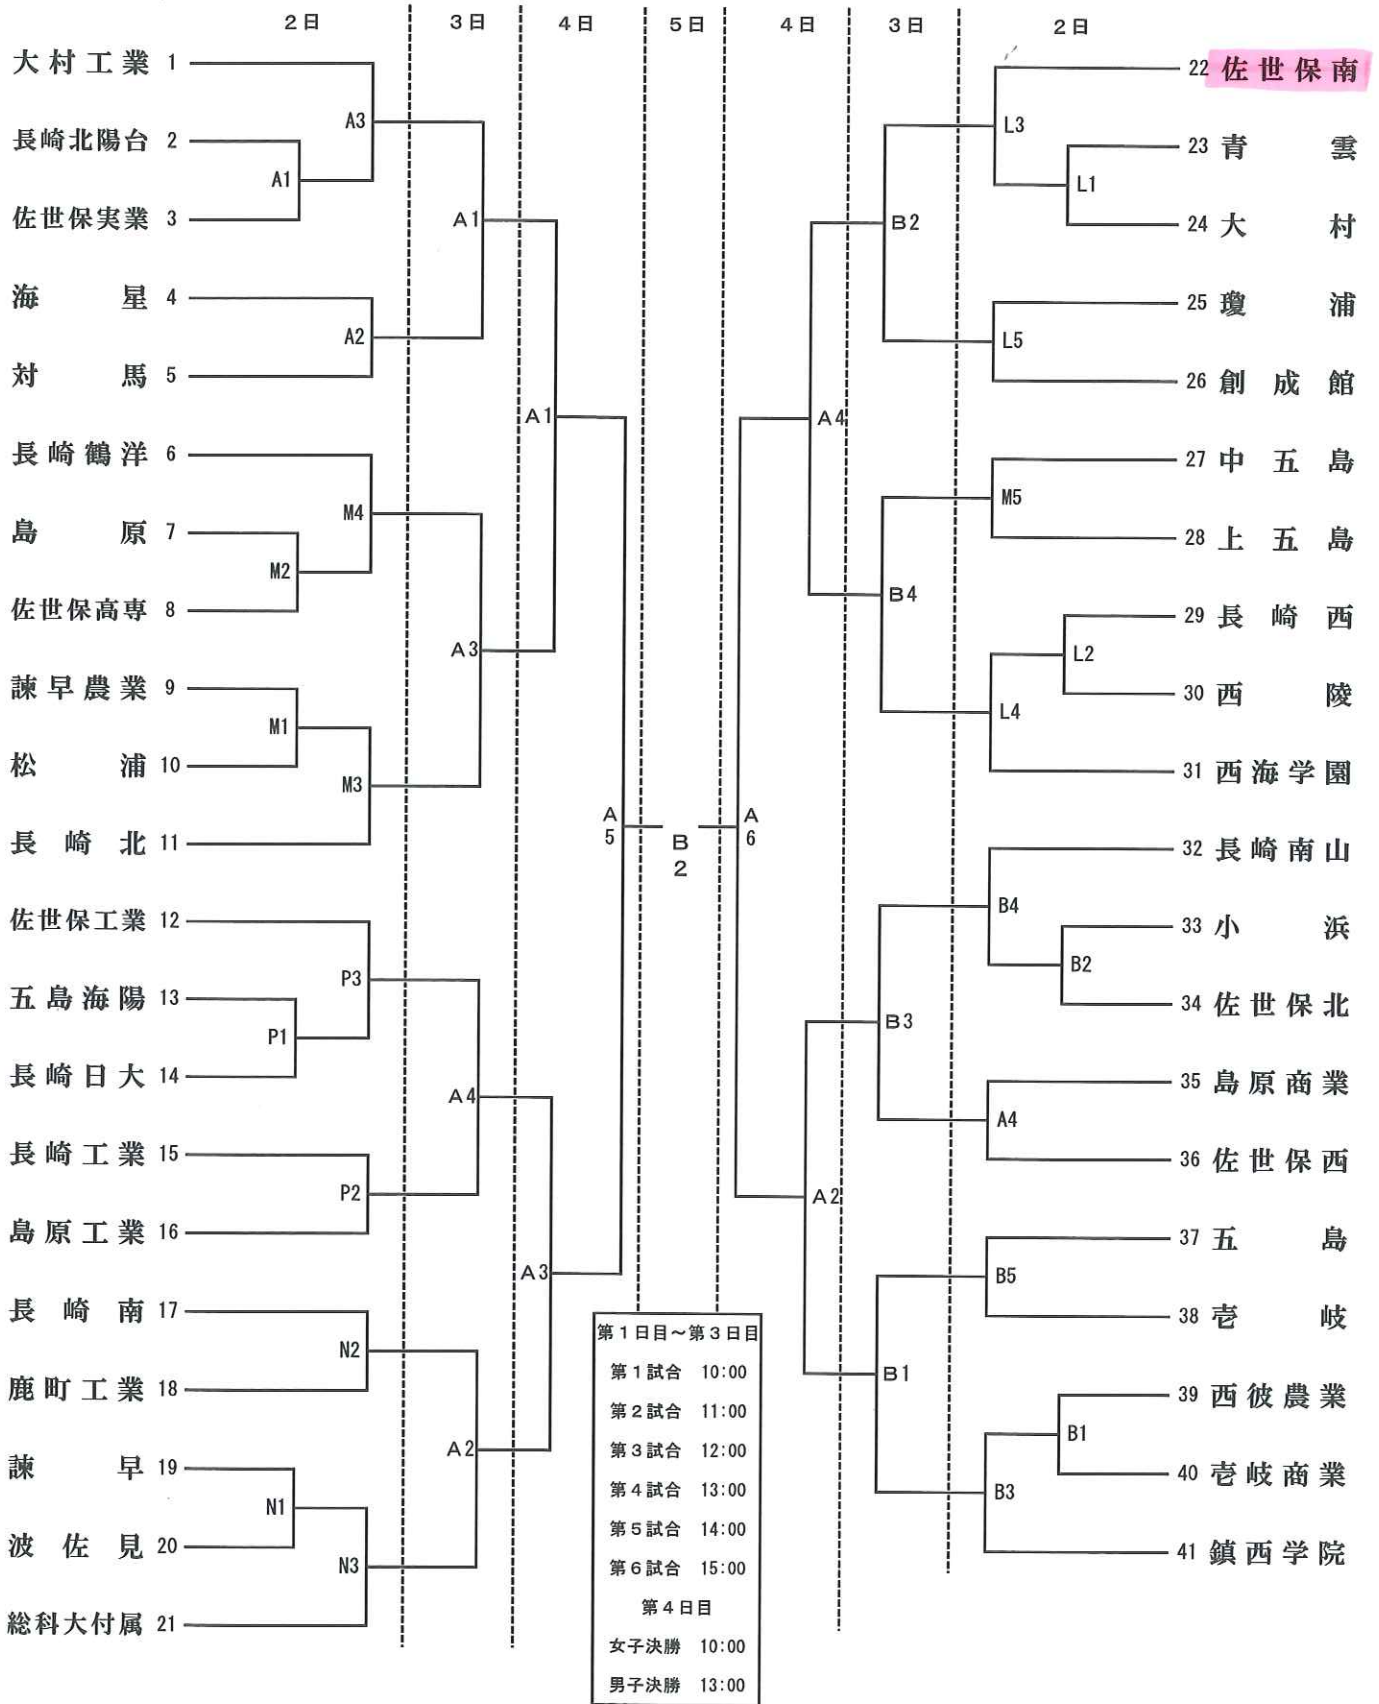 2日 3日 4日 5日 4日 3日 2日
大村工業 1
長崎北陽台 2
佐世保実業 3
海星 4
対馬 5
長崎鶴洋 6
島原 7
佐世保高専 8
諫早農業 9
松浦 10
長崎北 11
佐世保工業 12
五島海陽 13
長崎日大 14
長崎工業 15
島原工業 16
長崎南 17
鹿町工業 18
諫早 19
波佐見 20
総科大付属 21
A3
A1
A2
M4
M2
M1
M3
P3
P1
P2
N2
N1
N3
A1
A3
A4
A2
A1
A3
A5
B2
A6
A4
A2
B2
B4
B3
B1
L3
L1
L5
M5
L2
L4
B4
B2
A4
B5
B1
B3
22 佐世保南
23 青雲
24 大村
25 瓊浦
26 創成館
27 中五島
28 上五島
29 長崎西
30 西陵
31 西海学園
32 長崎南山
33 小浜
34 佐世保北
35 島原商業
36 佐世保西
37 五島
38 壱岐
39 西彼農業
40 壱岐商業
41 鎮西学院
第1日目～第3日目
第1試合 10:00
第2試合 11:00
第3試合 12:00
第4試合 13:00
第5試合 14:00
第6試合 15:00
第4日目
女子決勝 10:00
男子決勝 13:00